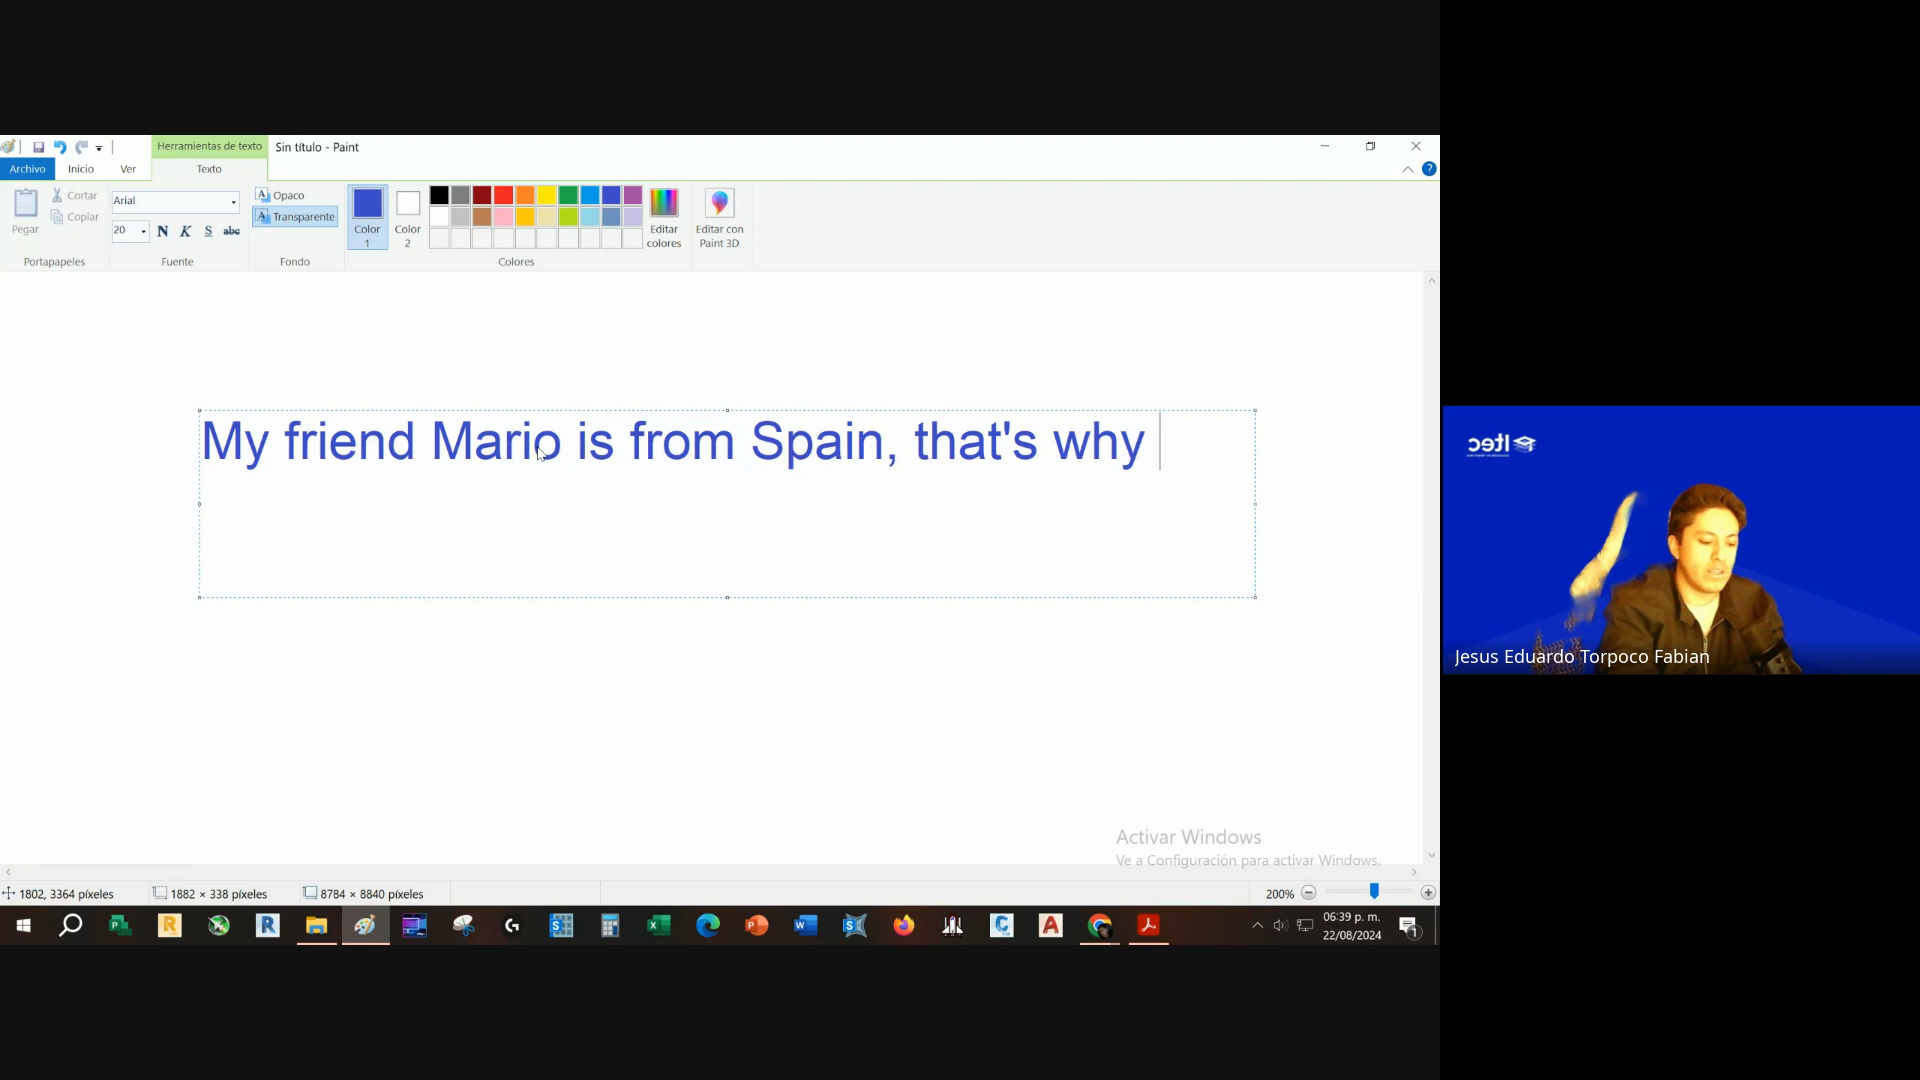 Herramientas de texto
Sin título - Paint
Archivo
Inicio
Ver
Texto
Pegar
Cortar
Copiar
Portapapeles
Arial
20
N K S abc
Fuente
Opaco
Transparente
Fondo
Color
1
Color
2
Editar
colores
Colores
Editar con
Paint 3D
My friend Mario is from Spain, that's why
Activar Windows
Ve a Configuración para activar Windows.
1802, 3364 píxeles
1882 × 338 píxeles
8784 × 8840 píxeles
200%
06:39 p. m.
22/08/2024
1
Itec
Jesus Eduardo Torpoco Fabian